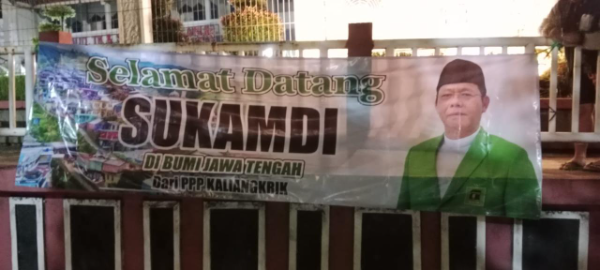 Selamat Datang
SUKAMDI
DI BUMI JAWA TENGAH
Dari PPP KALIANGKRIK